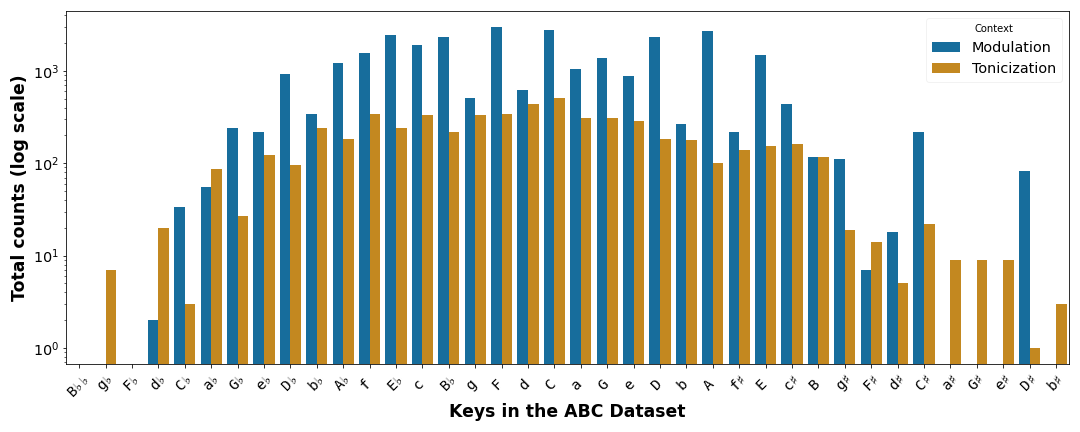 Total counts (log scale)
10³
10²
10¹
10⁰
Context
Modulation
Tonicization
B♭♭ g♭ F♭ d♭ C♭ a♭ G♭ e♭ D♭ b♭ A♭ f E♭ c B♭ g F d C a G e D b A f♯ E c♯ B g♯ F♯ d♯ C♯ a♯ G♯ e♯ D♯ b♯
Keys in the ABC Dataset